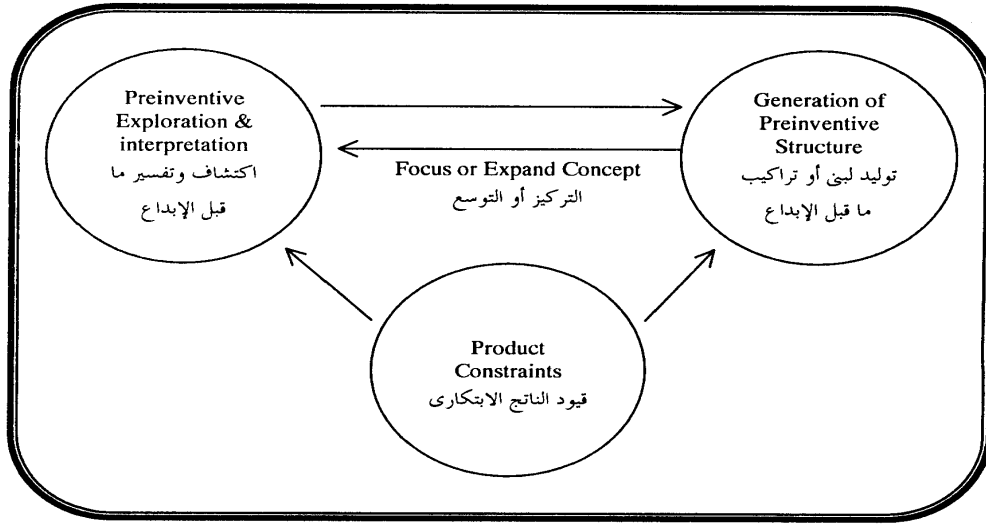 Preinventive
Exploration &
interpretation
اكتشاف وتفسير ما
قبل الإبداع
Generation of
Preinventive
Structure
توليد لبنى أو تراكيب
ما قبل الإبداع
Focus or Expand Concept
التركيز أو التوسع
Product
Constraints
قيود الناتج الابتكارى